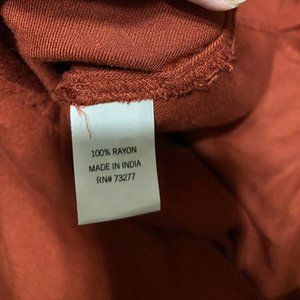 100% RAYON
MADE IN INDIA
RN# 73277